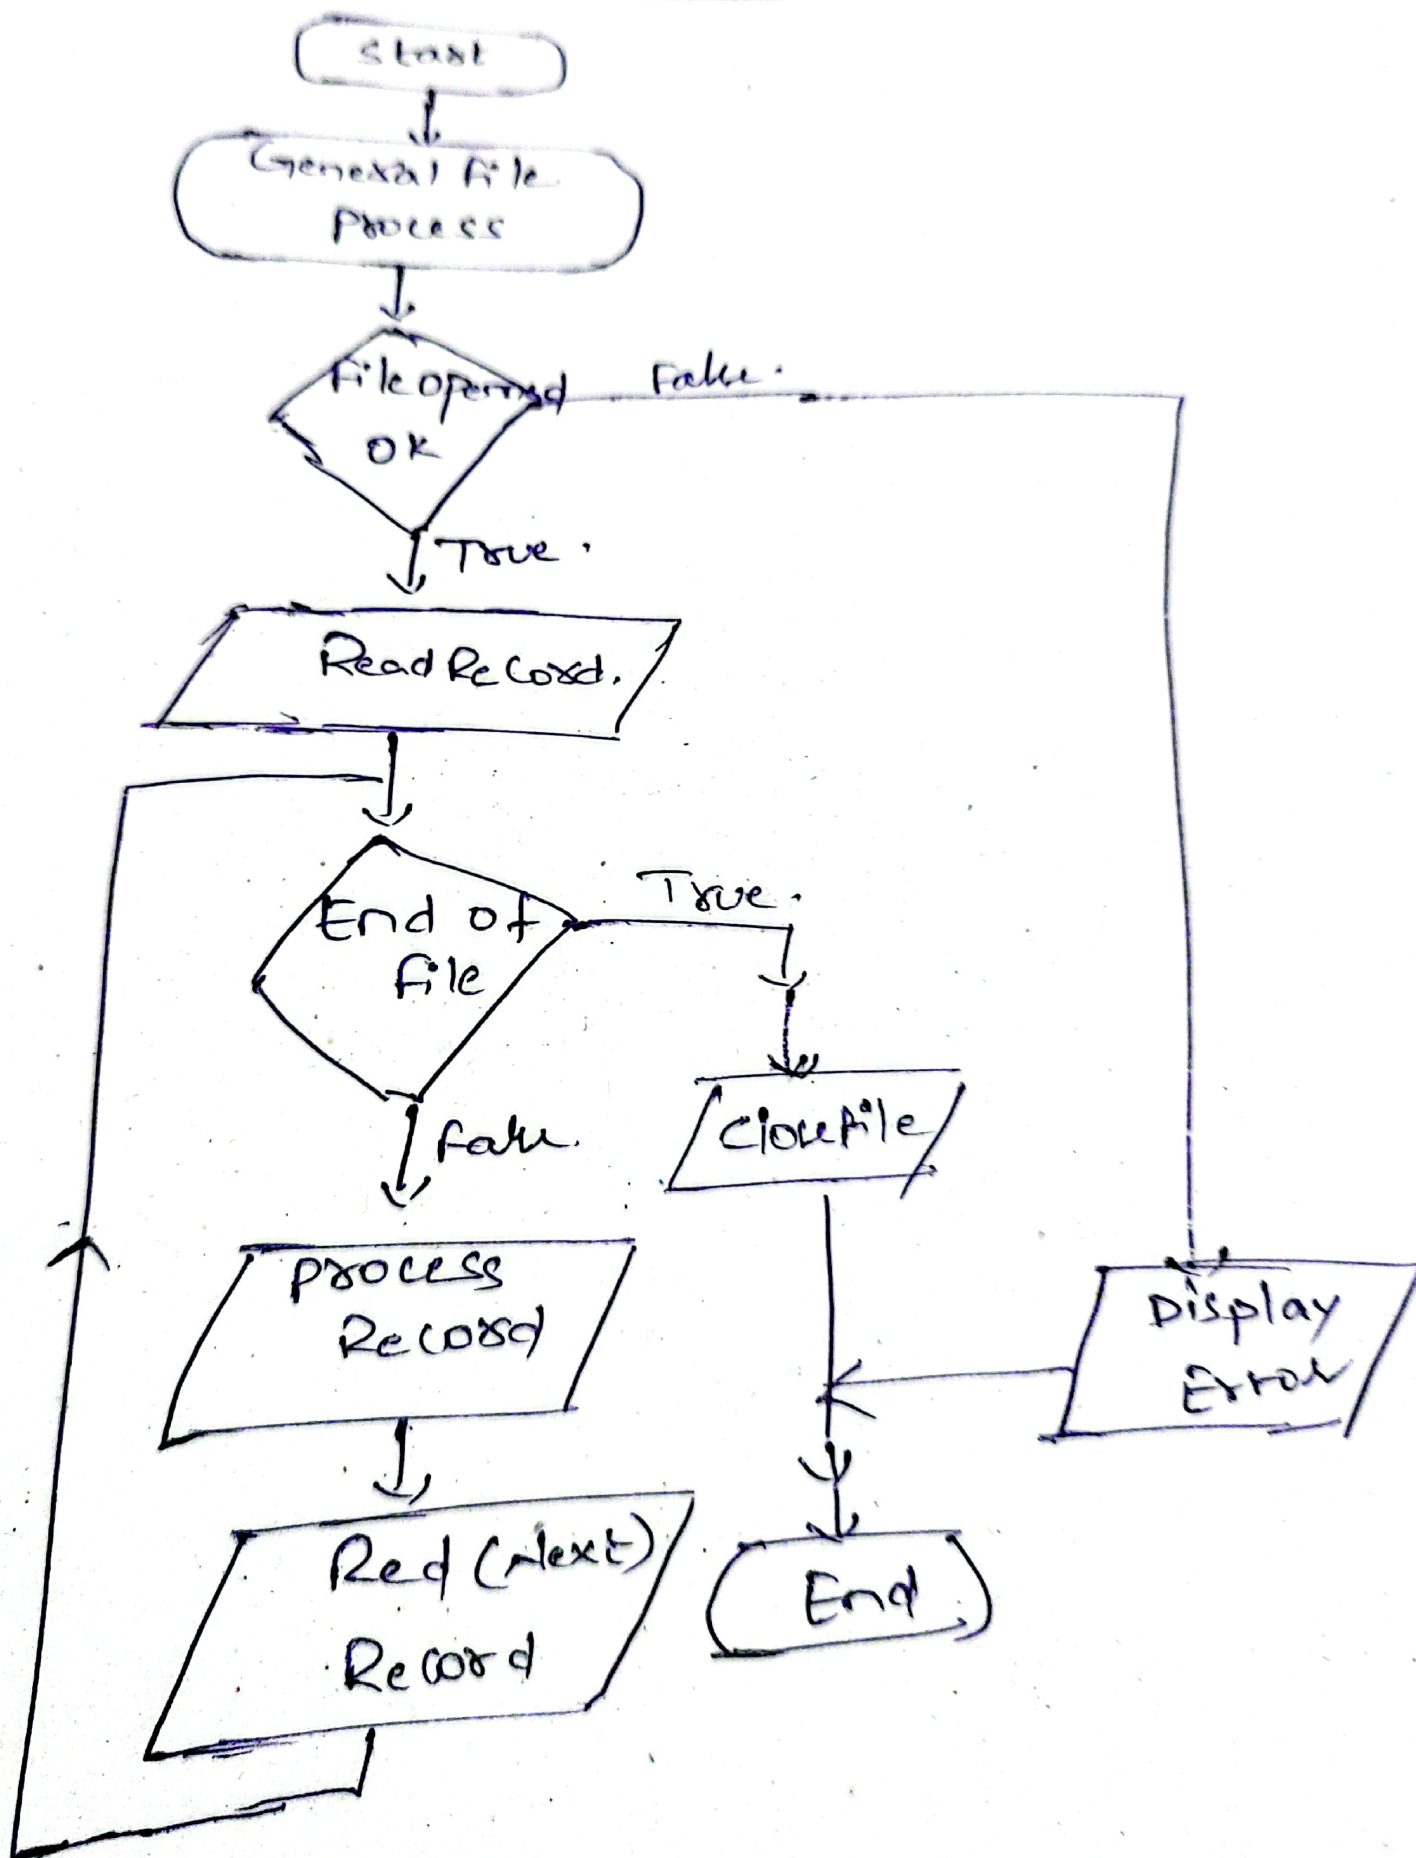 Start
General file
process
File opened
OK
False.
True.
Read Record.
End of
file
True.
False.
Close file
process
Record
Display
Error
Red (Next)
Record
End